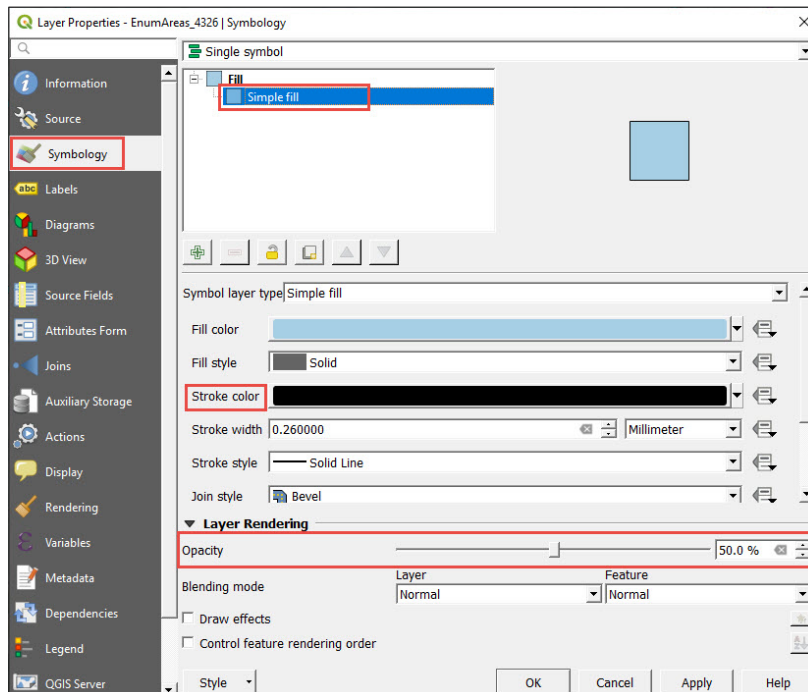 Layer Properties - EnumAreas_4326 | Symbology
Single symbol
Information
Source
Symbology
abc Labels
Diagrams
3D View
Source Fields
Attributes Form
Joins
Auxiliary Storage
Actions
Display
Rendering
Variables
Metadata
Dependencies
Legend
QGIS Server
Fill
Simple fill
Symbol layer type Simple fill
Fill color
Fill style Solid
Stroke color
Stroke width 0.260000 Millimeter
Stroke style Solid Line
Join style Bevel
Layer Rendering
Opacity 50.0 %
Layer Feature
Blending mode Normal Normal
Draw effects
Control feature rendering order
Style OK Cancel Apply Help